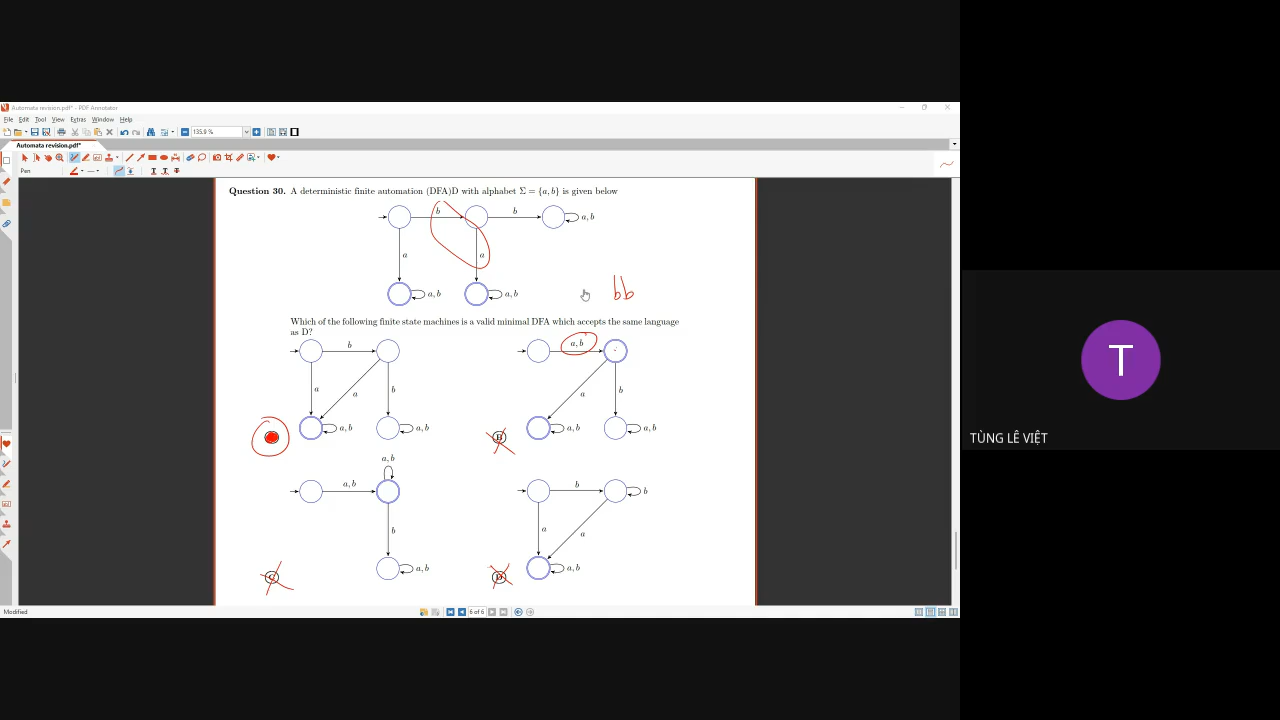 Automata revision.pdf* - PDF Annotator
File Edit Tool View Extras Window Help
135.9 %
Automata revision.pdf*
Pen
Question 30. A deterministic finite automation (DFA)D with alphabet Σ = {a, b} is given below
b b a, b
a a
a, b a, b
bb
Which of the following finite state machines is a valid minimal DFA which accepts the same language
as D?
b a, b
a a b a b
a, b a, b a, b a, b
B
a, b
a, b b b
b a a
a, b a, b
C D
Modified
6 of 6
T
TÙNG LÊ VIỆT